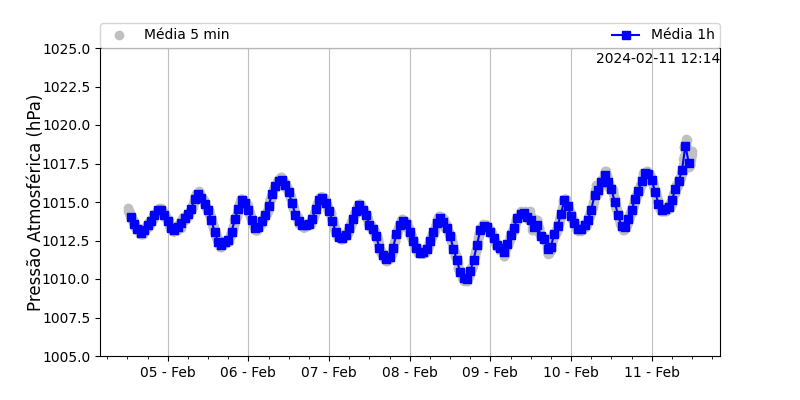 Média 5 min
Média 1h
2024-02-11 12:14
Pressão Atmosférica (hPa)
1025.0
1022.5
1020.0
1017.5
1015.0
1012.5
1010.0
1007.5
1005.0
05 - Feb
06 - Feb
07 - Feb
08 - Feb
09 - Feb
10 - Feb
11 - Feb